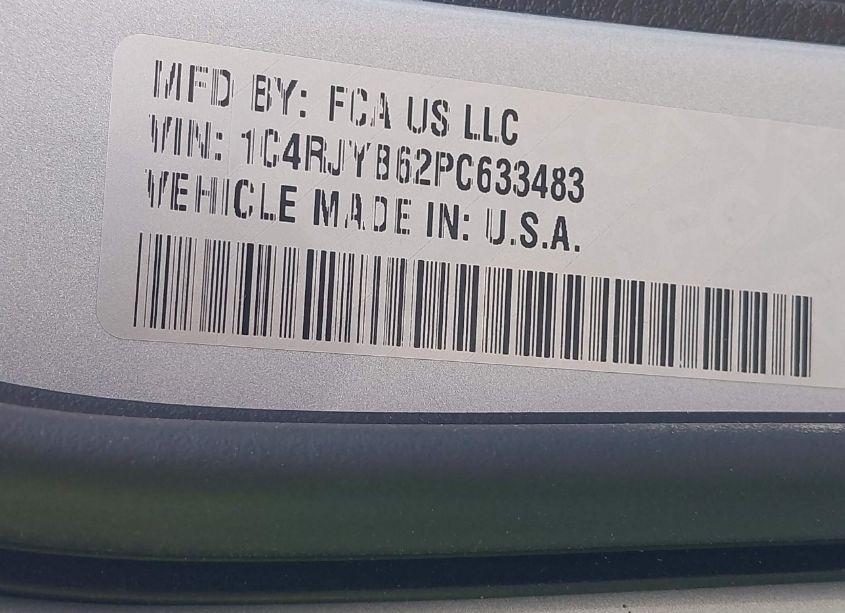 MFD BY: FCA US LLC
VIN: 1C4RJYB62PC633483
VEHICLE MADE IN: U.S.A.